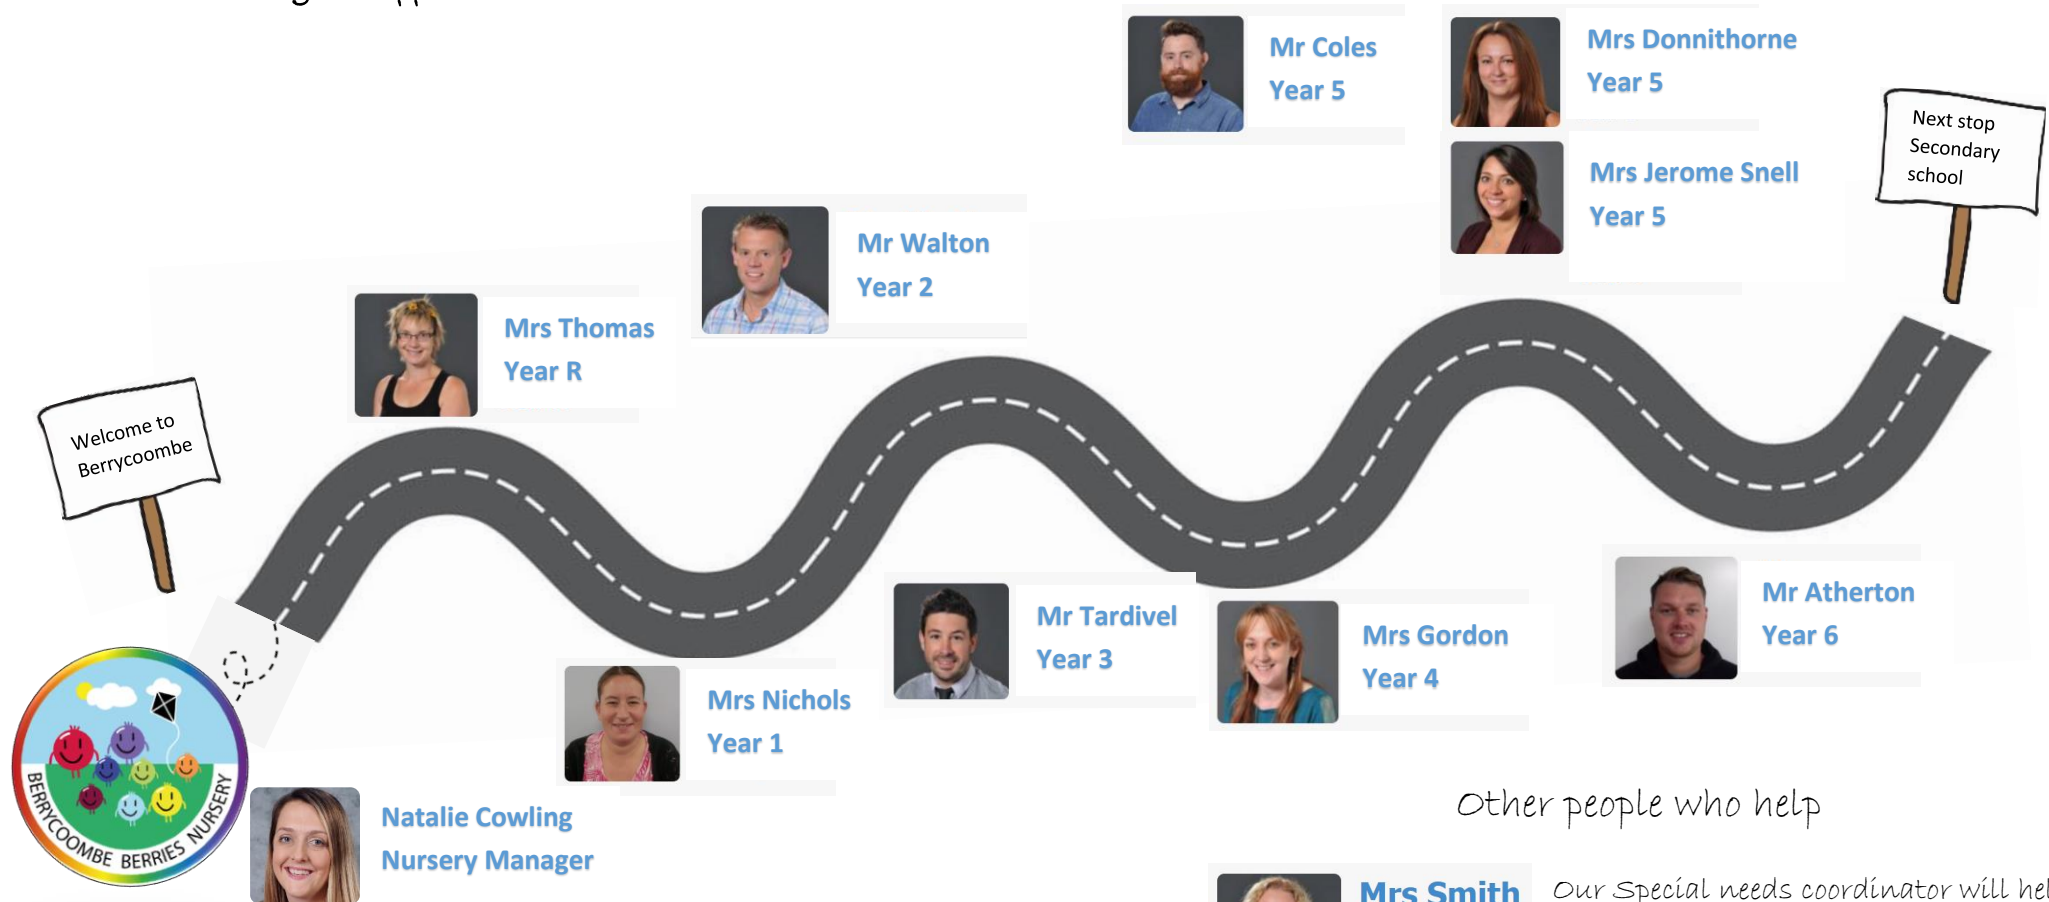 Mr Coles
Year 5
Mrs Donnithorne
Year 5
Mrs Jerome Snell
Year 5
Next stop
Secondary
school
Mr Walton
Year 2
Mrs Thomas
Year R
Welcome to
Berrycoombe
Mr Tardivel
Year 3
Mrs Gordon
Year 4
Mr Atherton
Year 6
Mrs Nichols
Year 1
BERRYCOOMBE BERRIES NURSERY
Natalie Cowling
Nursery Manager
Other people who help
Mrs Smith
Our Special needs coordinator will hel